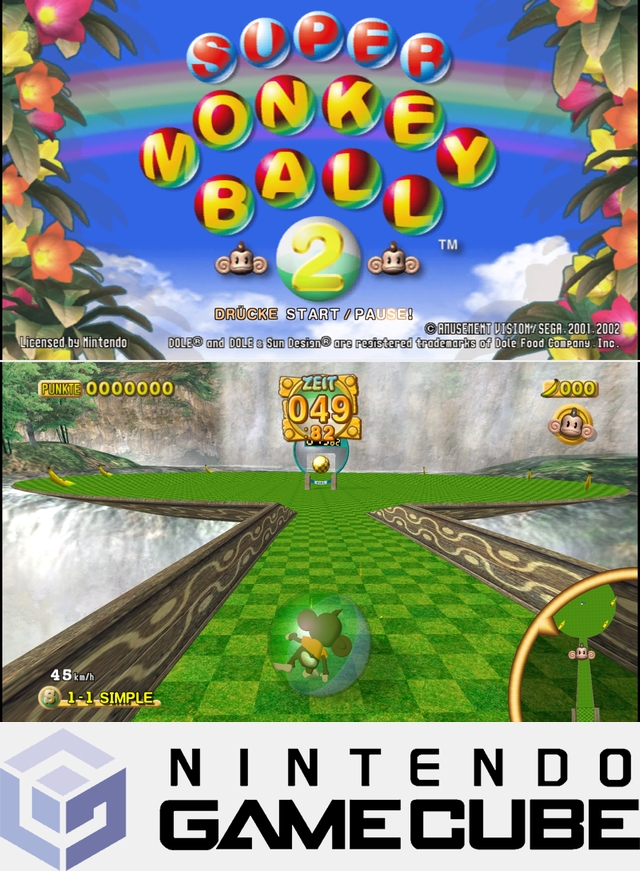 SUPER
MONKEY
BALL
2
TM
DRÜCKE START/PAUSE!
©AMUSEMENT VISION/SEGA.2001.2002
Licensed by Nintendo
DOLE® and DOLE & Sun Design® are registered trademarks of Dole Food Company, Inc.
PUNKTE 0000000
ZEIT
049
:82
000
45 km/h
1-1 SIMPLE
NINTENDO
GAMECUBE